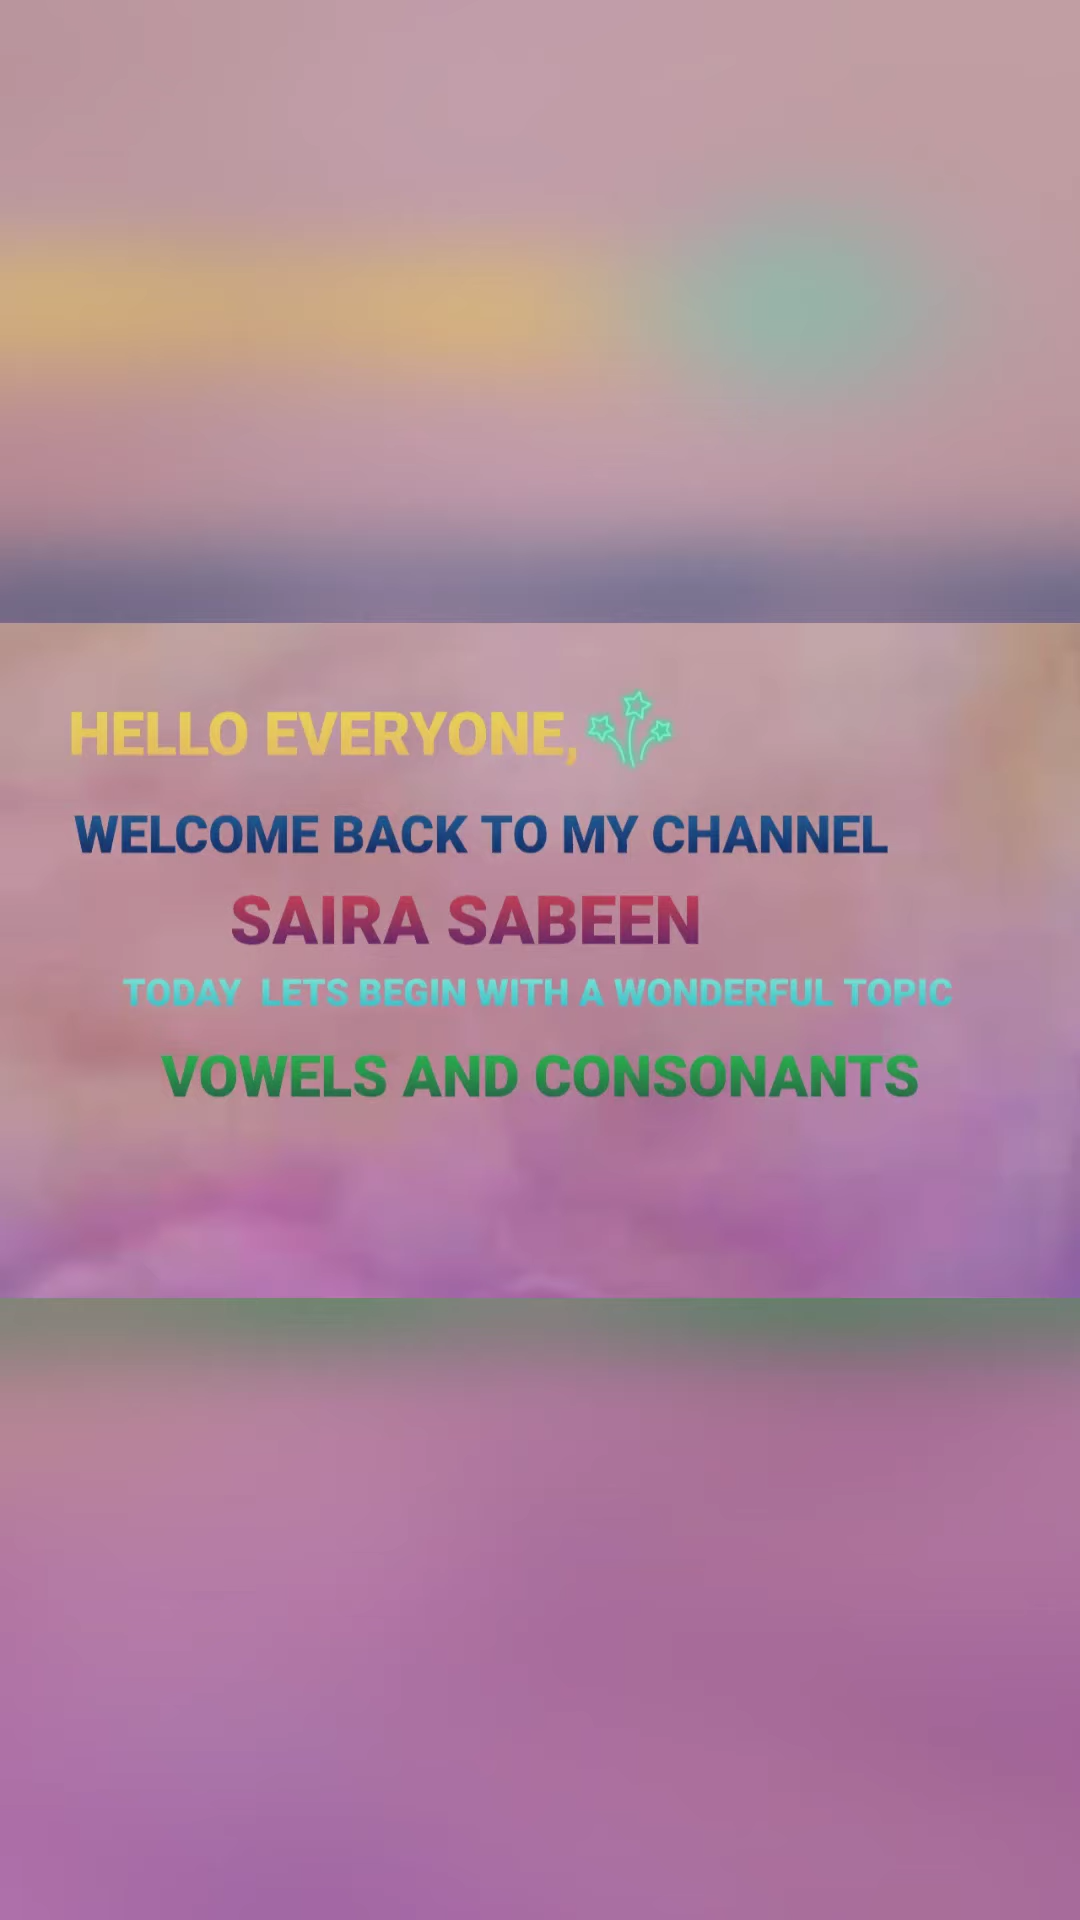 HELLO EVERYONE,
WELCOME BACK TO MY CHANNEL
SAIRA SABEEN
TODAY LETS BEGIN WITH A WONDERFUL TOPIC
VOWELS AND CONSONANTS